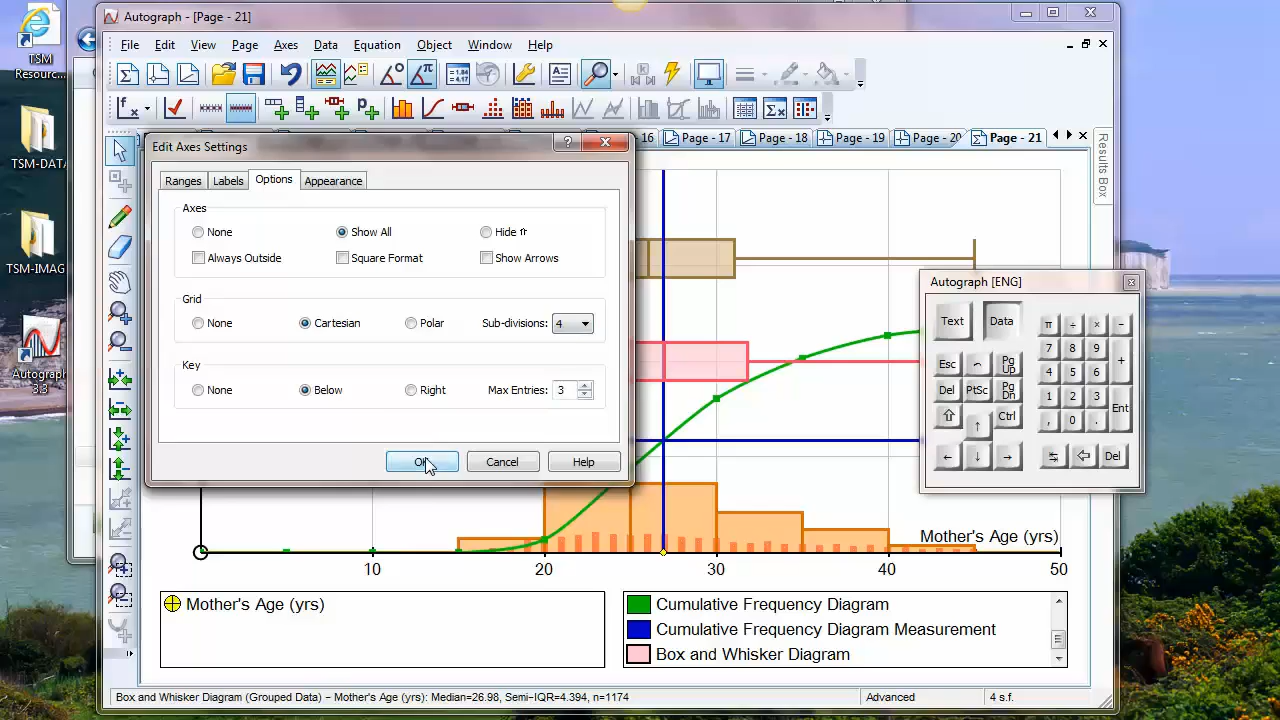 TSM
Resourc...
TSM-DATA
TSM-IMAG
Autograph
3.3
Autograph - [Page - 21]
File Edit View Page Axes Data Equation Object Window Help
16 Page - 17 Page - 18 Page - 19 Page - 20 Page - 21
Results Box
Edit Axes Settings
Ranges Labels Options Appearance
Axes
None Show All Hide π
Always Outside Square Format Show Arrows
Grid
None Cartesian Polar Sub-divisions: 4
Key
None Below Right Max Entries: 3
OK Cancel Help
Autograph [ENG]
Text Data π ÷ × −
7 8 9 +
Esc Pg Up 4 5 6
Del PtSc Pg Dn 1 2 3 Ent
Ctrl , 0 .
← ↓ → Del
Mother's Age (yrs)
10 20 30 40 50
Mother's Age (yrs)
Cumulative Frequency Diagram
Cumulative Frequency Diagram Measurement
Box and Whisker Diagram
Box and Whisker Diagram (Grouped Data) – Mother's Age (yrs): Median=26.98, Semi-IQR=4.394, n=1174 Advanced 4 s.f.